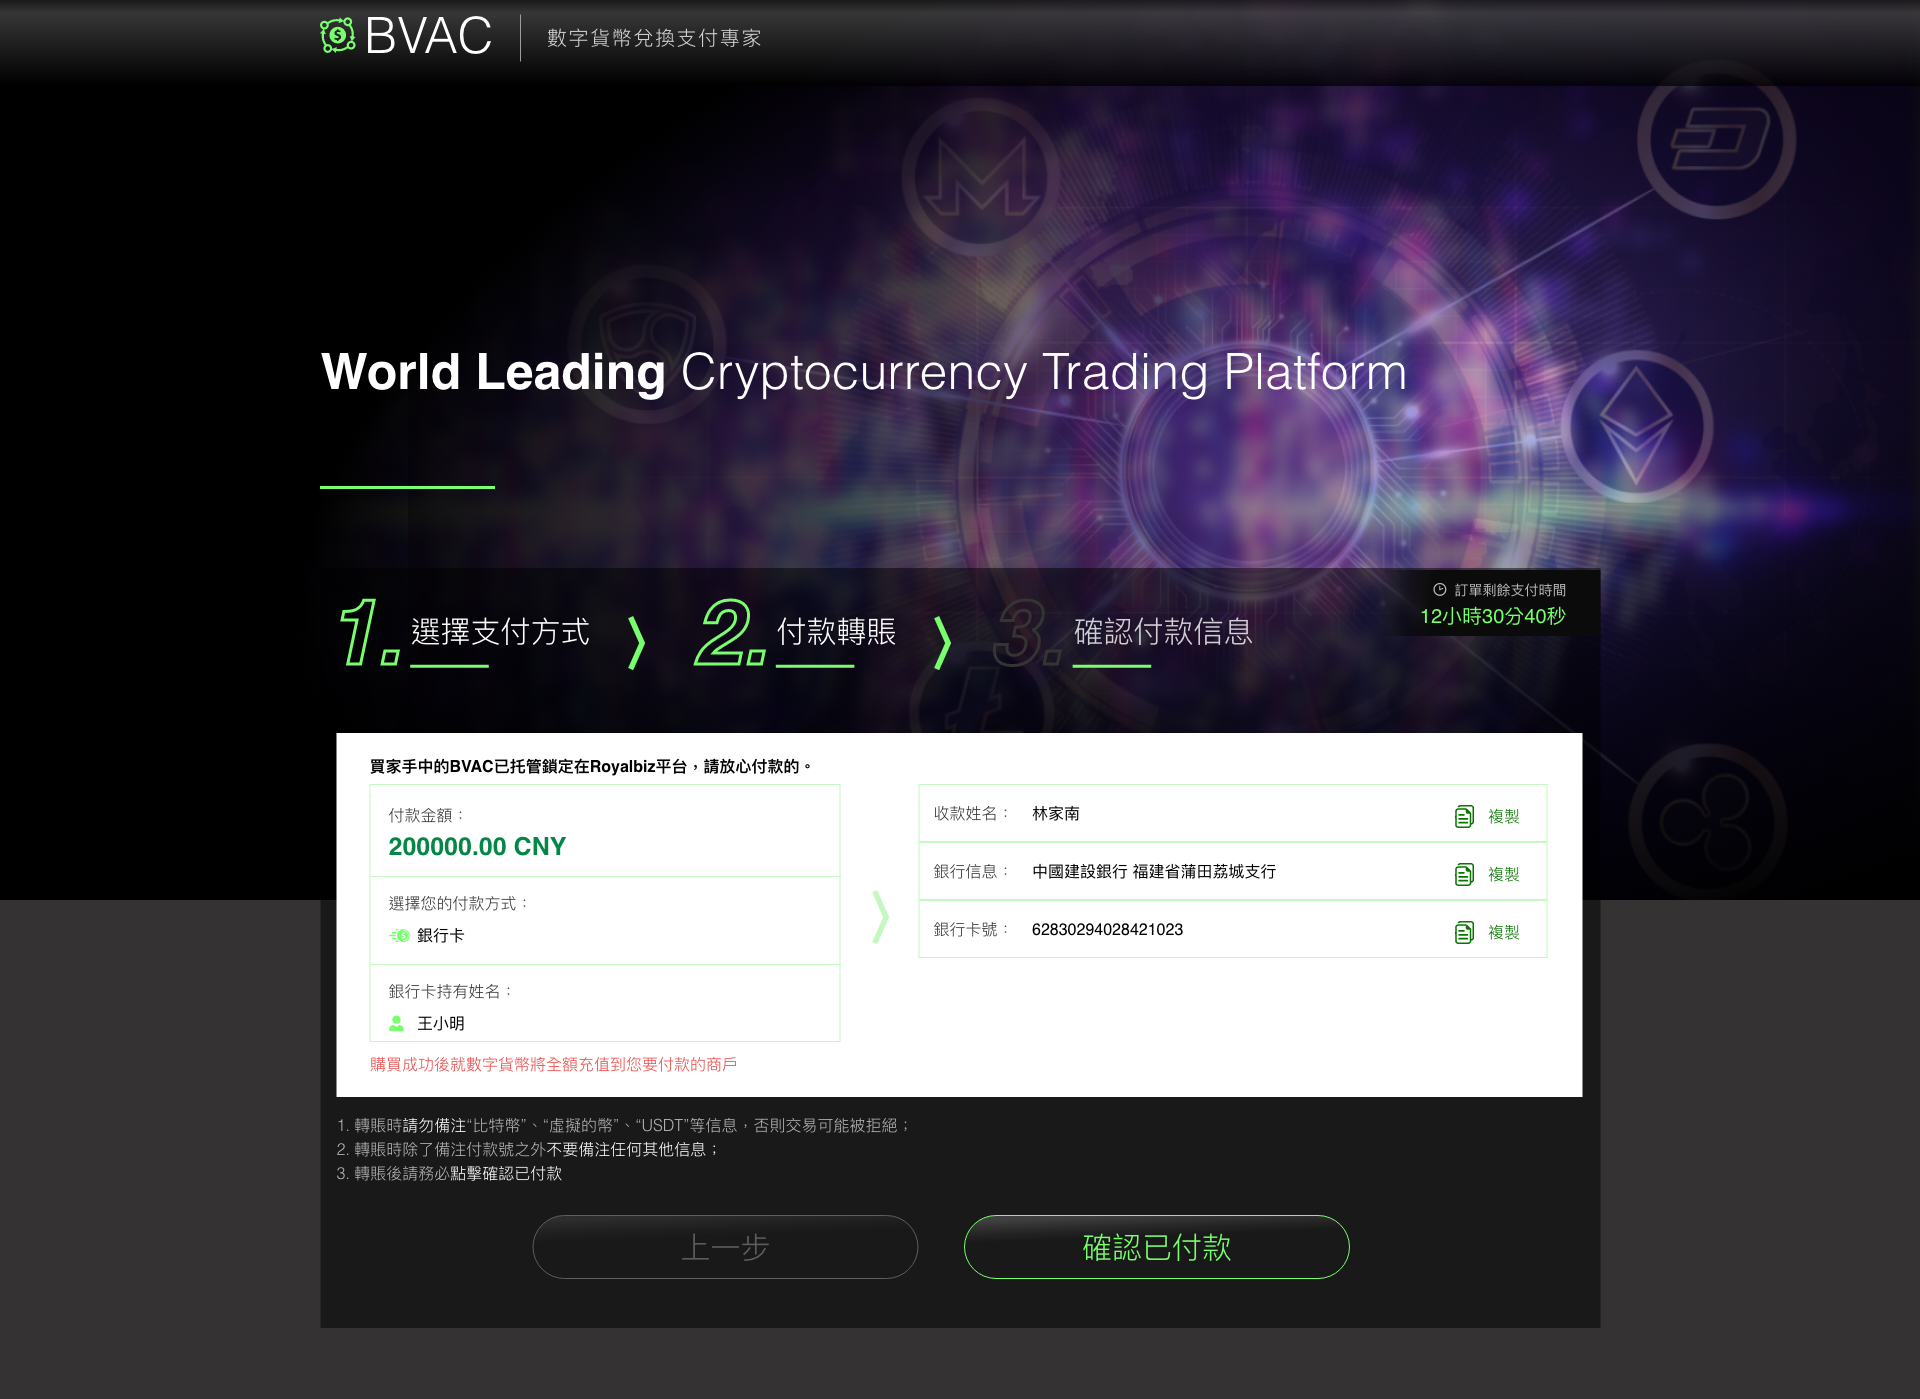 BVAC
數字貨幣兌換支付專家
World Leading Cryptocurrency Trading Platform
訂單剩餘支付時間
12小時30分40秒
1. 選擇支付方式
2. 付款轉賬
3. 確認付款信息
買家手中的BVAC已托管鎖定在Royalbiz平台，請放心付款的。
付款金額：
200000.00 CNY
選擇您的付款方式：
銀行卡
銀行卡持有姓名：
王小明
購買成功後就數字貨幣將全額充值到您要付款的商戶
收款姓名： 林家南 複製
銀行信息： 中國建設銀行 福建省蒲田荔城支行 複製
銀行卡號： 62830294028421023 複製
1. 轉賬時請勿備注“比特幣”、“虛擬的幣”、“USDT”等信息，否則交易可能被拒絕；
2. 轉賬時除了備注付款號之外不要備注任何其他信息；
3. 轉賬後請務必點擊確認已付款
上一步
確認已付款